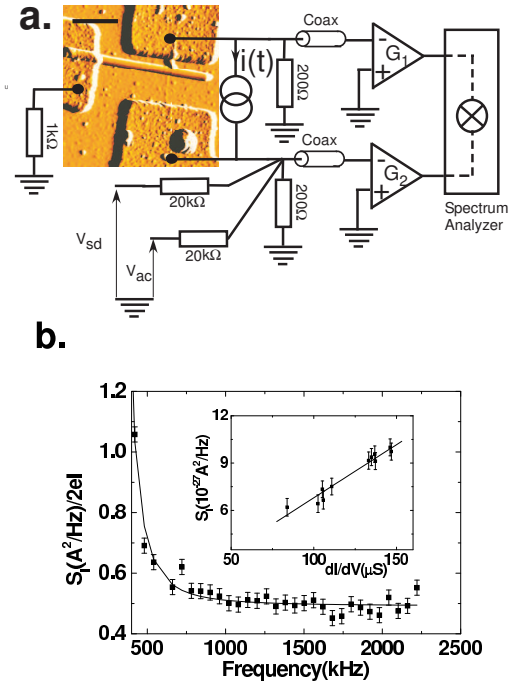 a.
Coax
i(t)
200Ω
G1
- +
1kΩ
Coax
G2
- +
200Ω
20kΩ
20kΩ
Vsd
Vac
Spectrum
Analyzer
b.
SI(A²/Hz)/2eI
1.2
1.0
0.8
0.6
0.4
500 1000 1500 2000 2500
Frequency(kHz)
SI(10⁻²⁷A²/Hz)
12
9
6
50 100 150
dI/dV(μS)